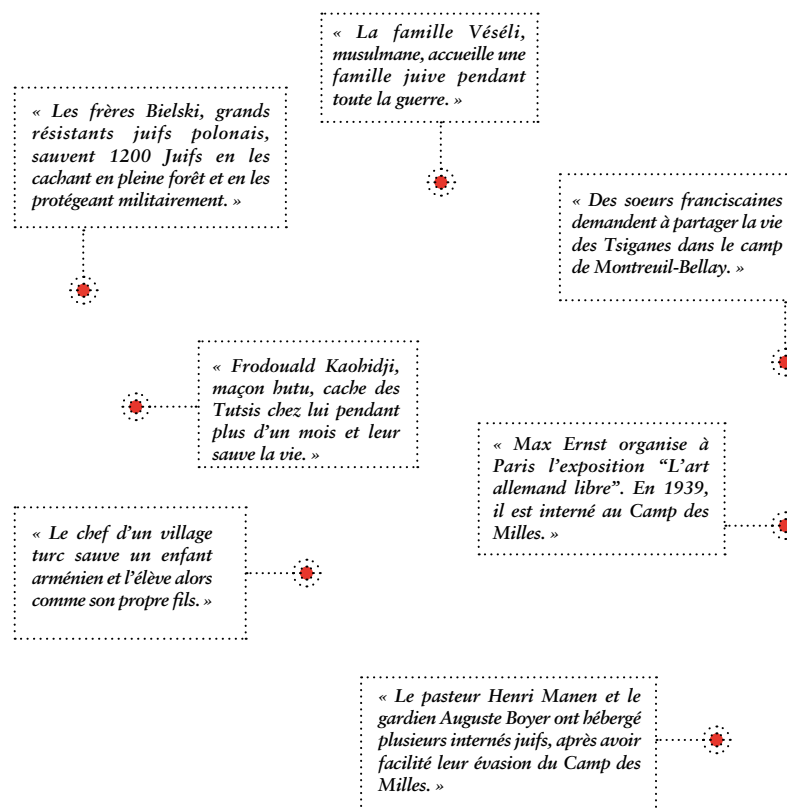 « La famille Véséli,
musulmane, accueille une
famille juive pendant
toute la guerre. »
« Les frères Bielski, grands
résistants juifs polonais,
sauvent 1200 Juifs en les
cachant en pleine forêt et en les
protégeant militairement. »
« Des soeurs franciscaines
demandent à partager la vie
des Tsiganes dans le camp
de Montreuil-Bellay. »
« Frodouald Kaohidji,
maçon hutu, cache des
Tutsis chez lui pendant
plus d'un mois et leur
sauve la vie. »
« Max Ernst organise à
Paris l'exposition “L'art
allemand libre”. En 1939,
il est interné au Camp des
Milles. »
« Le chef d'un village
turc sauve un enfant
arménien et l'élève alors
comme son propre fils. »
« Le pasteur Henri Manen et le
gardien Auguste Boyer ont hébergé
plusieurs internés juifs, après avoir
facilité leur évasion du Camp des
Milles. »